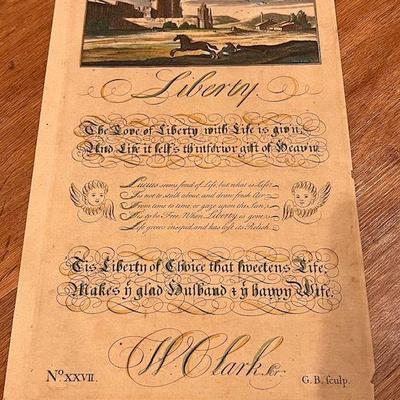 Liberty.
The Love of Liberty with Life is giv'n,
And Life it self's th'inferior gift of Heav'n.
Lucius seems fond of Life, but what is Life?
'Tis not to stalk about, and draw fresh Air
From time to time, or gaze upon the Sun;
'Tis to be Free. When Liberty is gone,
Life grows insipid, and has lost its Relish.
'Tis Liberty of Choice that sweetens Life,
Makes ẏ glad Husband & ẏ happy Wife.
W. Clark Scr.
No. XXVII.
G. B. sculp.